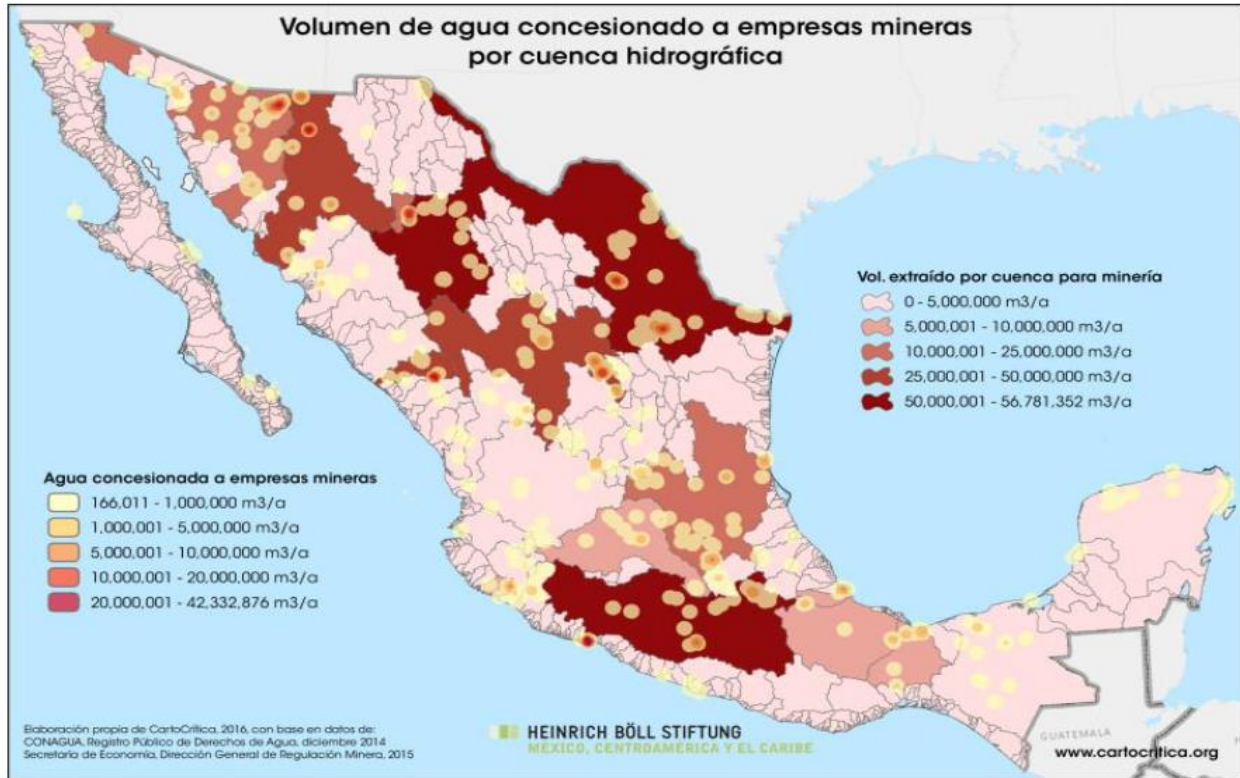 Volumen de agua concesionado a empresas mineras
por cuenca hidrográfica
Vol. extraído por cuenca para minería
0 - 5,000,000 m3/a
5,000,001 - 10,000,000 m3/a
10,000,001 - 25,000,000 m3/a
25,000,001 - 50,000,000 m3/a
50,000,001 - 56,781,352 m3/a
Agua concesionada a empresas mineras
166,011 - 1,000,000 m3/a
1,000,001 - 5,000,000 m3/a
5,000,001 - 10,000,000 m3/a
10,000,001 - 20,000,000 m3/a
20,000,001 - 42,332,876 m3/a
Elaboración propia de CartoCrítica, 2016, con base en datos de:
CONAGUA, Registro Público de Derechos de Agua, diciembre 2014
Secretaría de Economía, Dirección General de Regulación Minera, 2015
HEINRICH BÖLL STIFTUNG
MÉXICO, CENTROAMÉRICA Y EL CARIBE
GUATEMALA
www.cartocritica.org